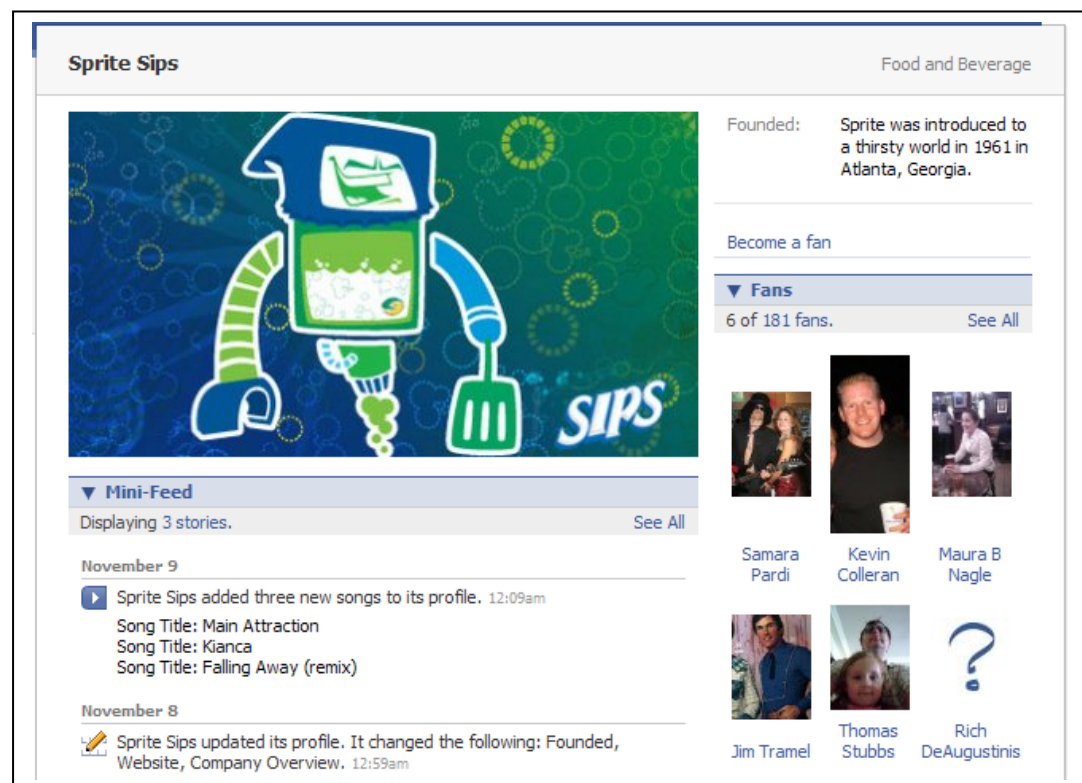 Sprite Sips
Food and Beverage
SIPS
Founded:
Sprite was introduced to
a thirsty world in 1961 in
Atlanta, Georgia.
Become a fan
Fans
6 of 181 fans.
See All
Samara
Pardi
Kevin
Colleran
Maura B
Nagle
Jim Tramel
Thomas
Stubbs
Rich
DeAugustinis
Mini-Feed
Displaying 3 stories.
See All
November 9
Sprite Sips added three new songs to its profile. 12:09am
Song Title: Main Attraction
Song Title: Kianca
Song Title: Falling Away (remix)
November 8
Sprite Sips updated its profile. It changed the following: Founded,
Website, Company Overview. 12:59am